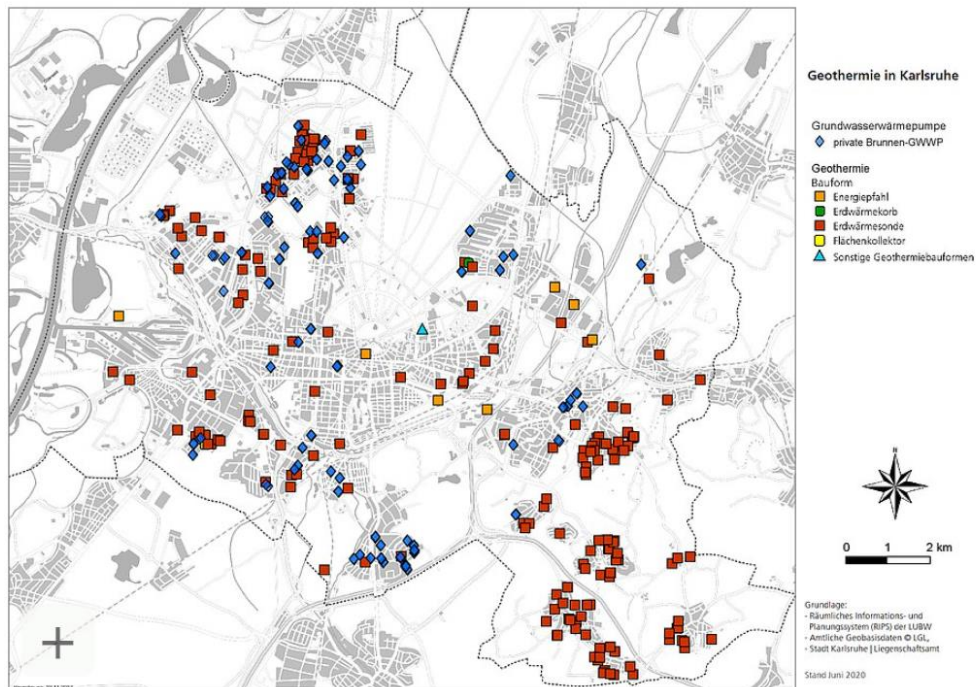 Geothermie in Karlsruhe
Grundwasserwärmepumpe
private Brunnen-GWWP
Geothermie
Bauform
Energiepfahl
Erdwärmekorb
Erdwärmesonde
Flächenkollektor
Sonstige Geothermiebauformen
N
0 1 2 km
Grundlage:
- Räumliches Informations- und
Planungssystem (RIPS) der LUBW
- Amtliche Geobasisdaten © LGL,
- Stadt Karlsruhe | Liegenschaftsamt
Stand Juni 2020